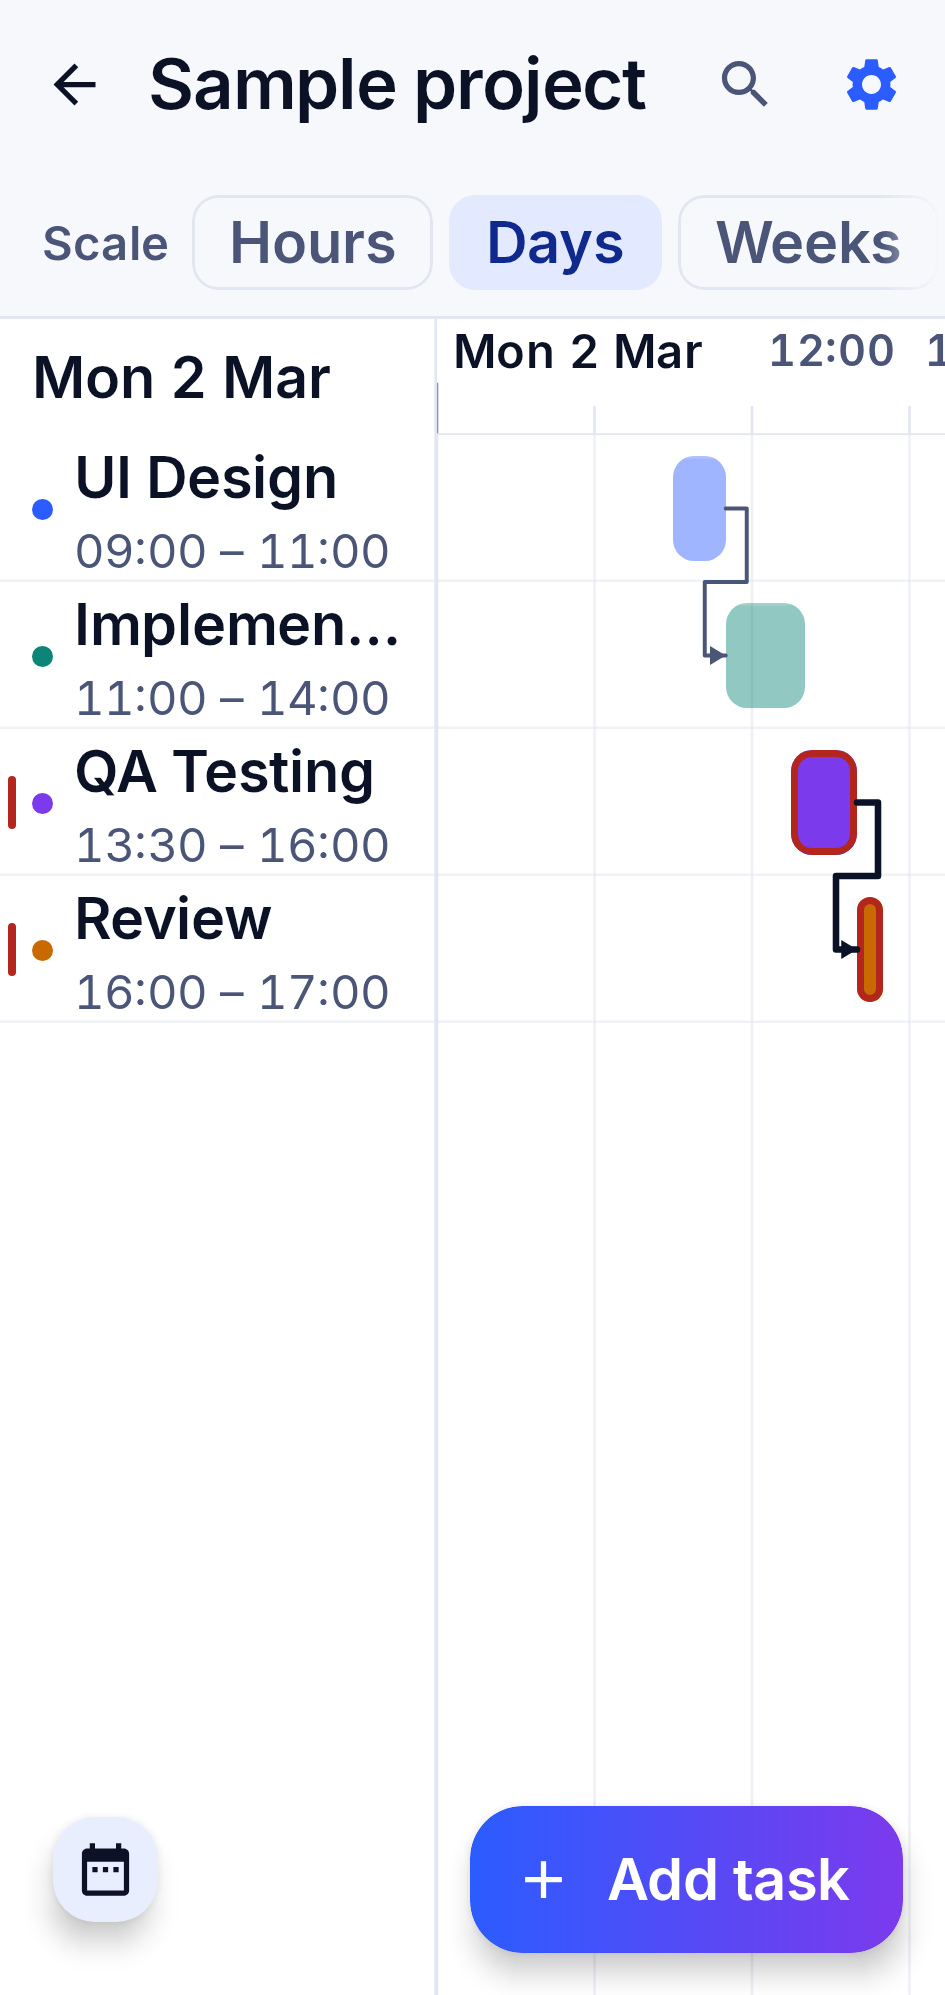 Sample project
Scale Hours Days Weeks
Mon 2 Mar
Mon 2 Mar 12:00
UI Design
09:00 – 11:00
Implemen...
11:00 – 14:00
QA Testing
13:30 – 16:00
Review
16:00 – 17:00
+ Add task